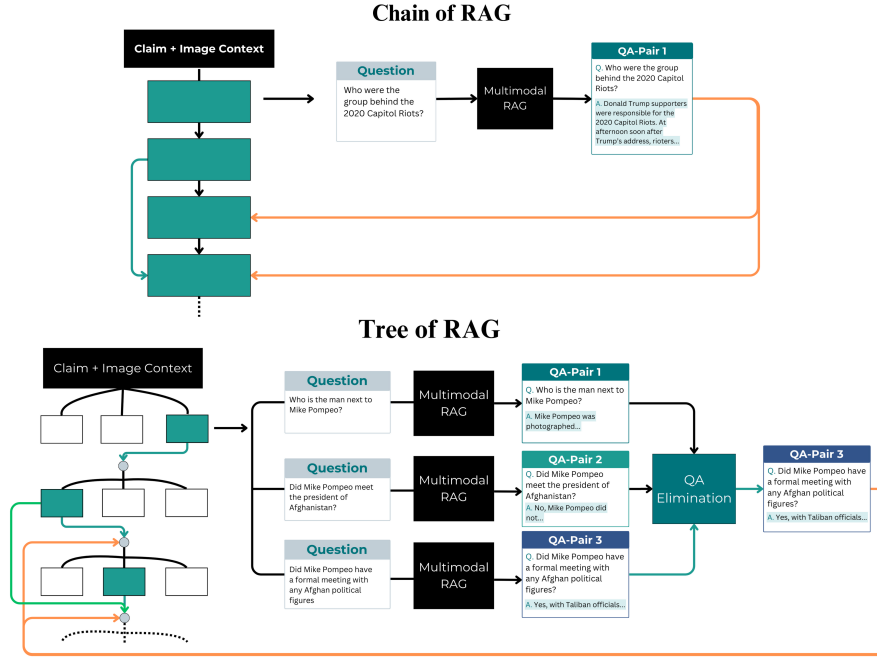 Chain of RAG
Claim + Image Context
Question
Who were the
group behind the
2020 Capitol Riots?
Multimodal
RAG
QA-Pair 1
Q. Who were the group
behind the 2020 Capitol
Riots?
A. Donald Trump supporters
were responsible for the
2020 Capitol Riots. At
afternoon soon after
Trump's address, rioters...
Tree of RAG
Claim + Image Context
Question
Who is the man next to
Mike Pompeo?
Multimodal
RAG
QA-Pair 1
Q. Who is the man next to
Mike Pompeo?
A. Mike Pompeo was
photographed...
Question
Did Mike Pompeo meet
the president of
Afghanistan?
Multimodal
RAG
QA-Pair 2
Q. Did Mike Pompeo
meet the president of
Afghanistan?
A. No, Mike Pompeo did
not...
Question
Did Mike Pompeo have
a formal meeting with
any Afghan political
figures
Multimodal
RAG
QA-Pair 3
Q. Did Mike Pompeo have
a formal meeting with
any Afghan political
figures?
A. Yes, with Taliban officials...
QA
Elimination
QA-Pair 3
Q. Did Mike Pompeo have
a formal meeting with
any Afghan political
figures?
A. Yes, with Taliban officials...